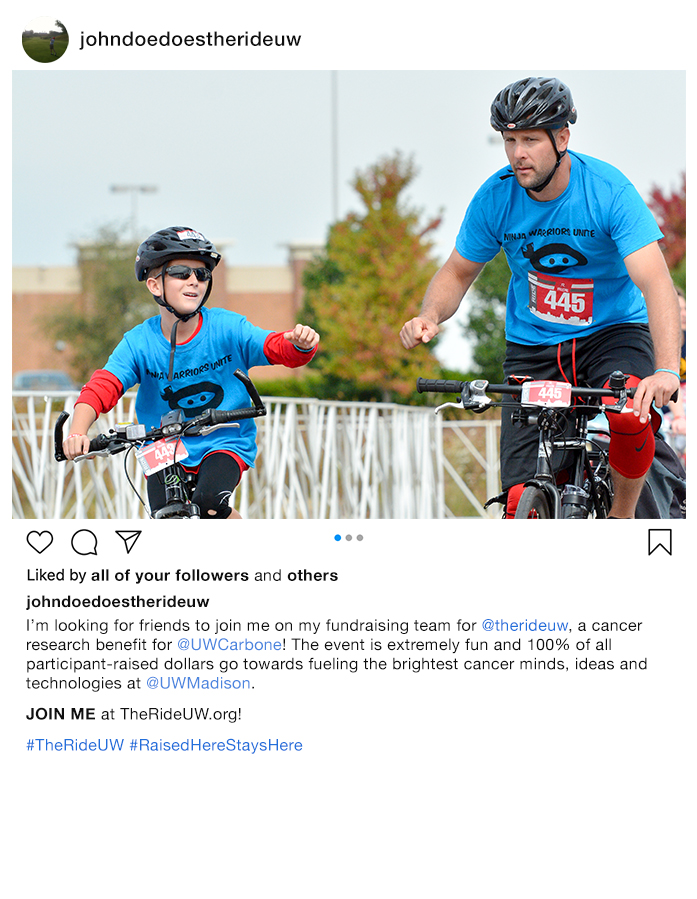 johndoedoestherideuw
NINJA WARRIORS UNITE
445
445
NINJA WARRIORS UNITE
445
Liked by all of your followers and others
johndoedoestherideuw
I'm looking for friends to join me on my fundraising team for @therideuw, a cancer
research benefit for @UWCarbone! The event is extremely fun and 100% of all
participant-raised dollars go towards fueling the brightest cancer minds, ideas and
technologies at @UWMadison.
JOIN ME at TheRideUW.org!
#TheRideUW #RaisedHereStaysHere